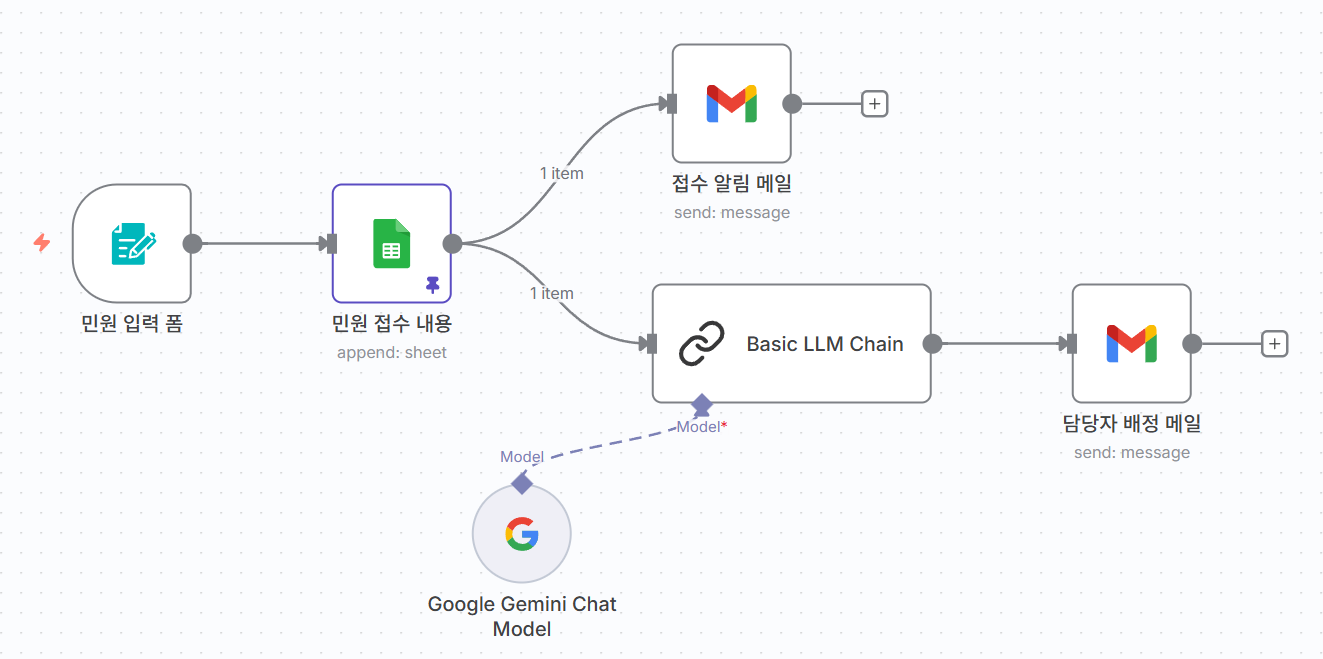 접수 알림 메일
send: message
1 item
민원 입력 폼
민원 접수 내용
append: sheet
1 item
Basic LLM Chain
Model*
담당자 배정 메일
send: message
Model
Google Gemini Chat
Model